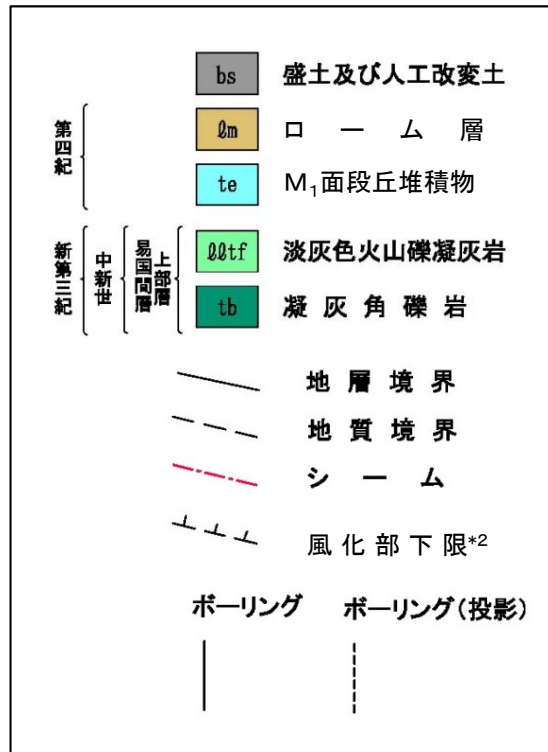 bs 盛土及び人工改変土
第四紀
ℓm ローム層
te M₁面段丘堆積物
新第三紀 中新世 易国間層 上部層
ℓℓtf 淡灰色火山礫凝灰岩
tb 凝灰角礫岩
地層境界
地質境界
シーム
風化部下限*²
ボーリング ボーリング(投影)